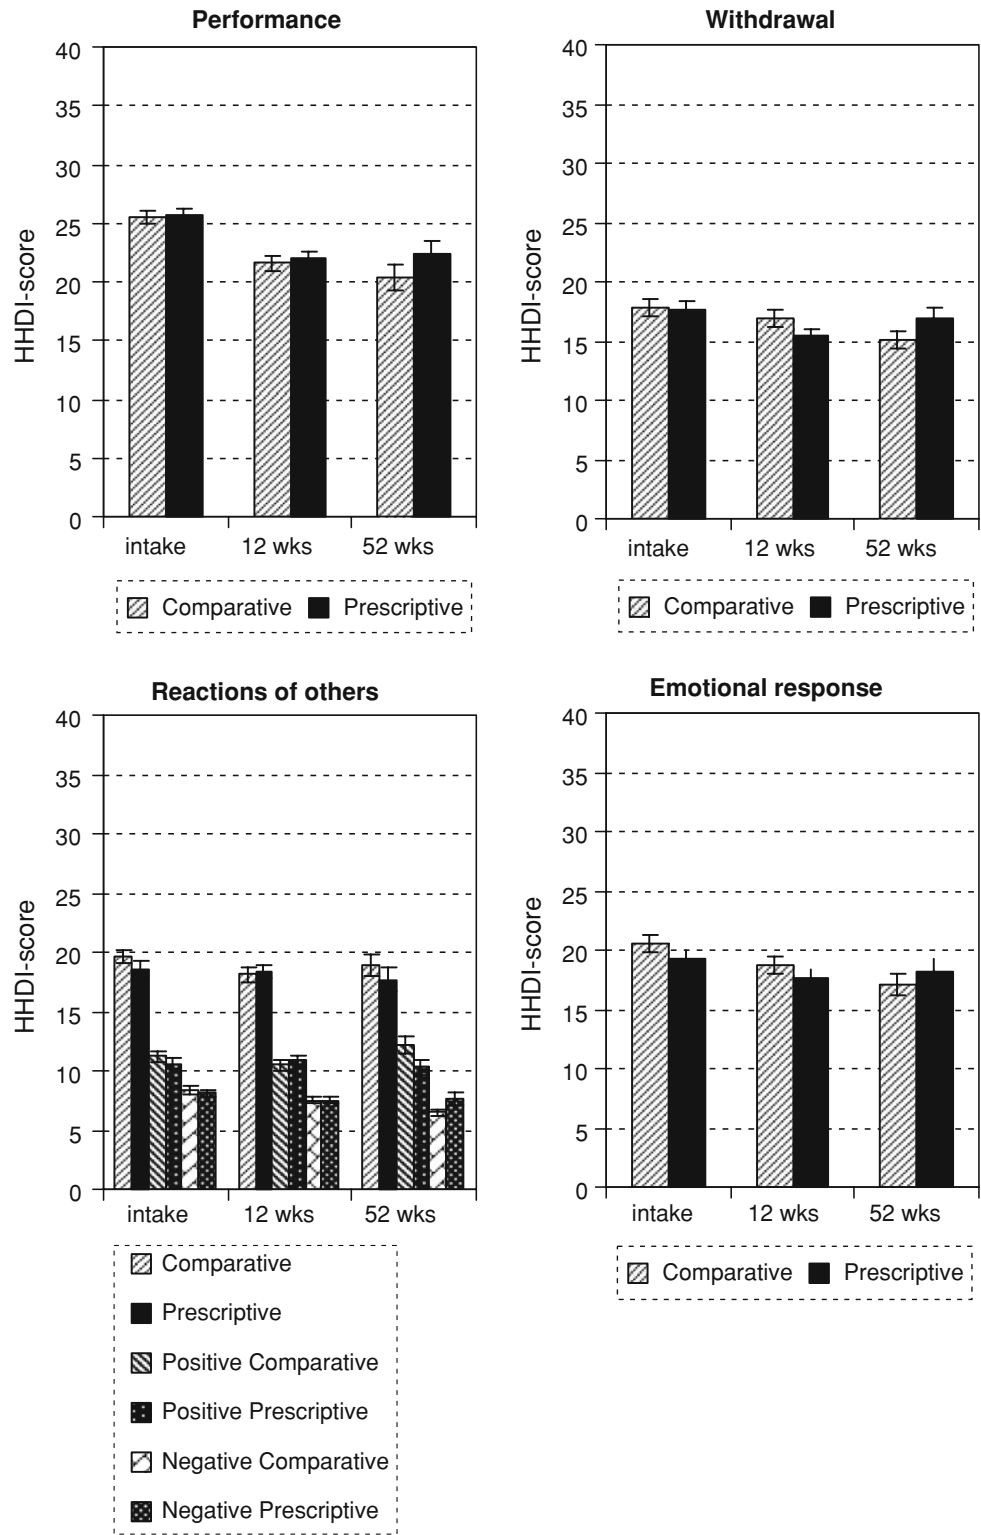 Performance
40
35
30
25
20
15
10
5
0
HHDI-score
intake 12 wks 52 wks
Comparative Prescriptive
Withdrawal
40
35
30
25
20
15
10
5
0
HHDI-score
intake 12 wks 52 wks
Comparative Prescriptive
Reactions of others
40
35
30
25
20
15
10
5
0
HHDI-score
intake 12 wks 52 wks
Comparative
Prescriptive
Positive Comparative
Positive Prescriptive
Negative Comparative
Negative Prescriptive
Emotional response
40
35
30
25
20
15
10
5
0
HHDI-score
intake 12 wks 52 wks
Comparative Prescriptive